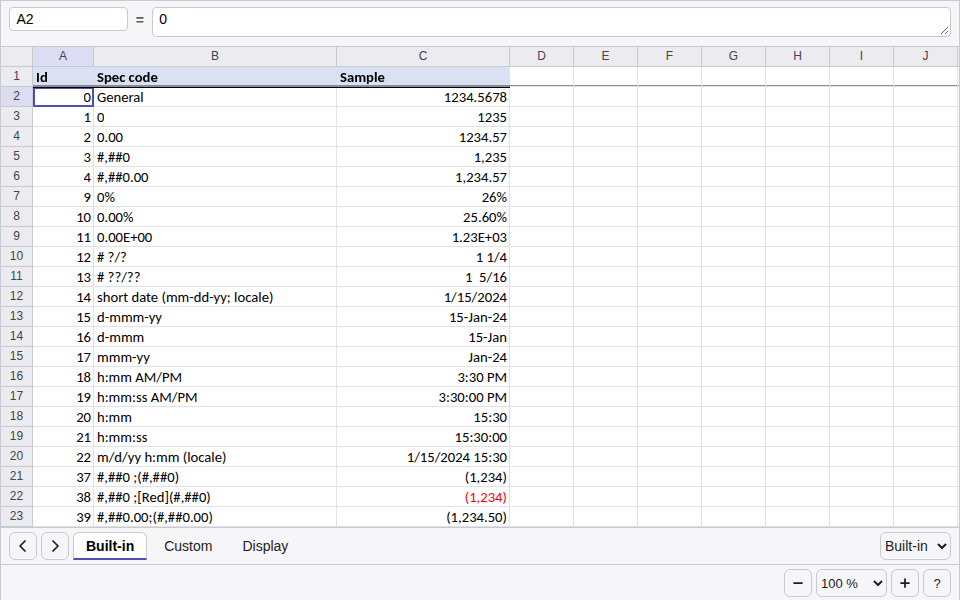 A2 = 0
A B C D E F G H I J
1 Id Spec code Sample
2 0 General 1234.5678
3 1 0 1235
4 2 0.00 1234.57
5 3 #,##0 1,235
6 4 #,##0.00 1,234.57
7 9 0% 26%
8 10 0.00% 25.60%
9 11 0.00E+00 1.23E+03
10 12 # ?/? 1 1/4
11 13 # ??/?? 1  5/16
12 14 short date (mm-dd-yy; locale) 1/15/2024
13 15 d-mmm-yy 15-Jan-24
14 16 d-mmm 15-Jan
15 17 mmm-yy Jan-24
16 18 h:mm AM/PM 3:30 PM
17 19 h:mm:ss AM/PM 3:30:00 PM
18 20 h:mm 15:30
19 21 h:mm:ss 15:30:00
20 22 m/d/yy h:mm (locale) 1/15/2024 15:30
21 37 #,##0 ;(#,##0) (1,234)
22 38 #,##0 ;[Red](#,##0) (1,234)
23 39 #,##0.00;(#,##0.00) (1,234.50)
Built-in Custom Display Built-in
− 100 % + ?